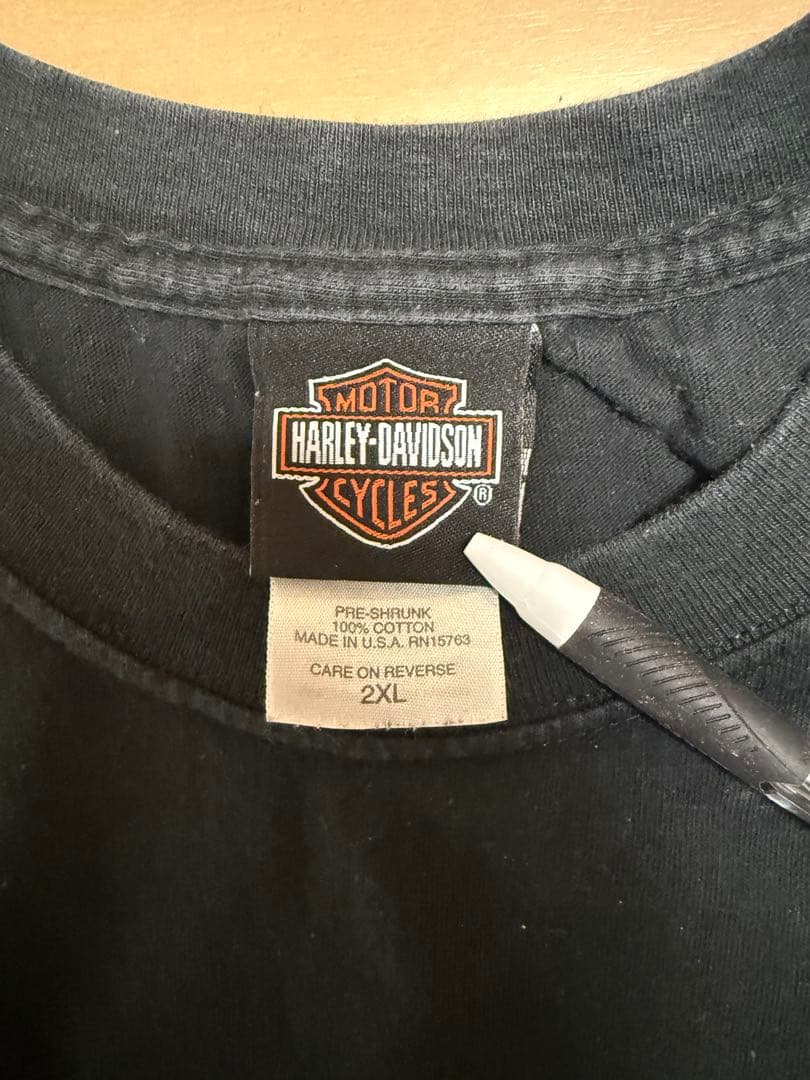 MOTOR
HARLEY-DAVIDSON
CYCLES
®
PRE-SHRUNK
100% COTTON
MADE IN U.S.A. RN15763
CARE ON REVERSE
2XL